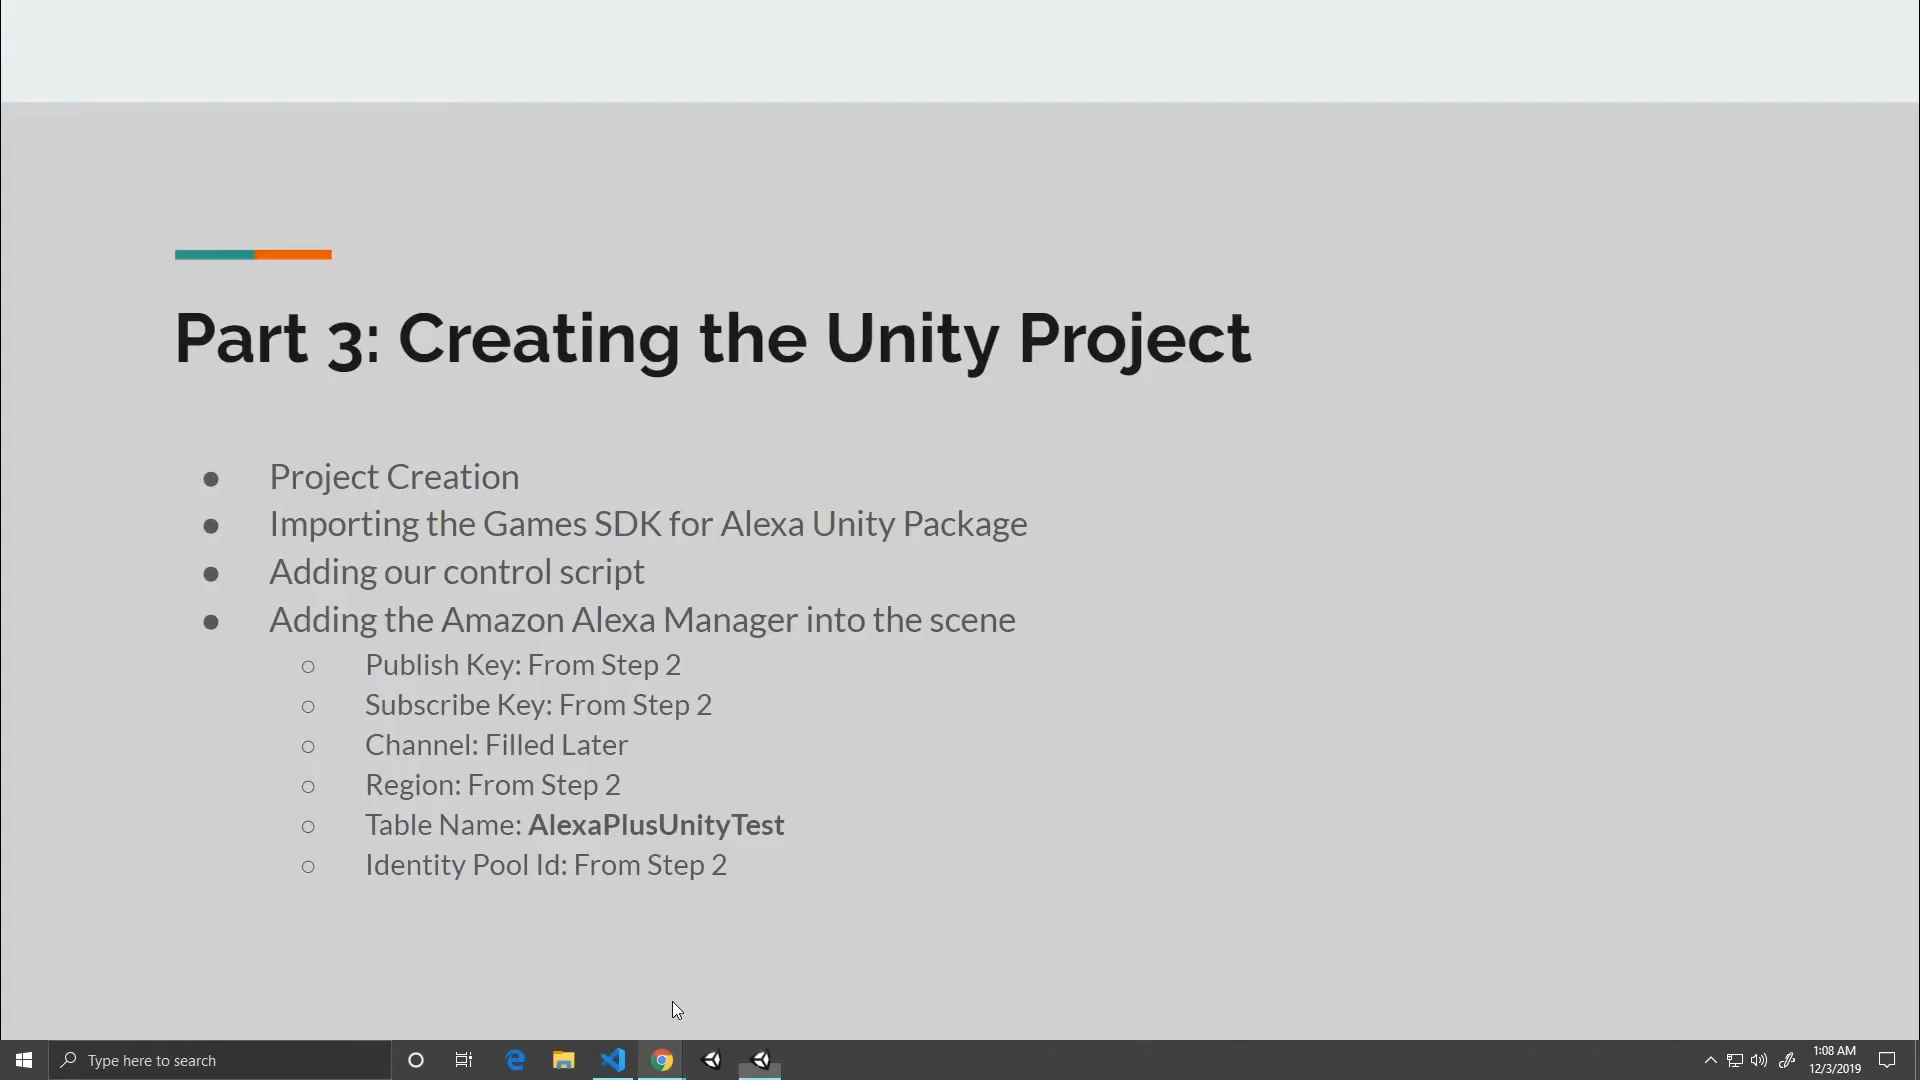 Part 3: Creating the Unity Project
● Project Creation
● Importing the Games SDK for Alexa Unity Package
● Adding our control script
● Adding the Amazon Alexa Manager into the scene
○ Publish Key: From Step 2
○ Subscribe Key: From Step 2
○ Channel: Filled Later
○ Region: From Step 2
○ Table Name: AlexaPlusUnityTest
○ Identity Pool Id: From Step 2
Type here to search
1:08 AM
12/3/2019